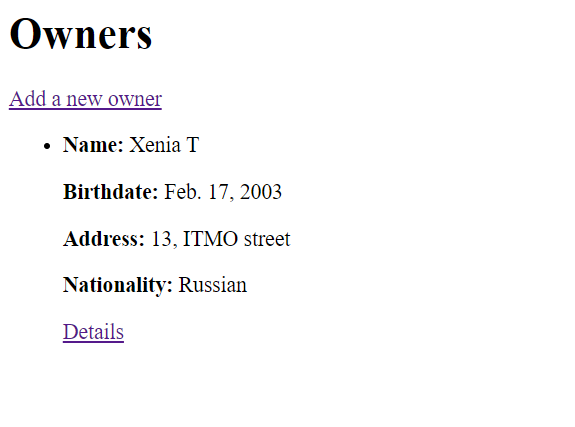 Owners
Add a new owner
Name: Xenia T
Birthdate: Feb. 17, 2003
Address: 13, ITMO street
Nationality: Russian
Details